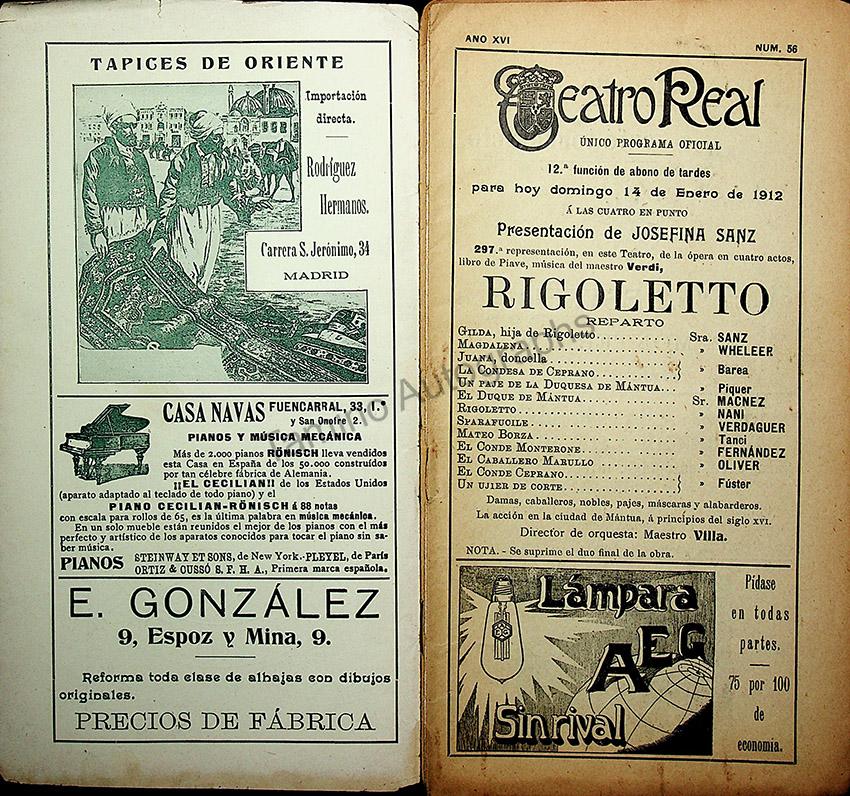 TAPICES DE ORIENTE
Importación
directa.
Rodríguez
Hermanos.
Carrera S. Jerónimo, 34
MADRID
CASA NAVAS FUENCARRAL, 33, 1.º
y San Onofre 2.
PIANOS Y MÚSICA MECÁNICA
Más de 2.000 pianos RÖNISCH lleva vendidos
esta Casa en España de los 50.000 construídos
por tan célebre fábrica de Alemania.
¡¡EL CECILIAN!! de los Estados Unidos
(aparato adaptado al teclado de todo piano) y el
PIANO CECILIAN-RÖNISCH á 88 notas
con escala para rollos de 65, es la última palabra en música mecánica.
En un solo mueble están reunidos el mejor de los pianos con el más
perfecto y artístico de los aparatos conocidos para tocar el piano sin sa-
ber música.
PIANOS STEINWAY ET SONS, de New York.-PLEYEL, de París
ORTIZ & CUSSÓ S. F. H. A., Primera marca española.
E. GONZÁLEZ
9, Espoz y Mina, 9.
Reforma toda clase de alhajas con dibujos
originales.
PRECIOS DE FÁBRICA
AÑO XVI NUM. 56
Teatro Real
ÚNICO PROGRAMA OFICIAL
12.ª función de abono de tardes
para hoy domingo 14 de Enero de 1912
Á LAS CUATRO EN PUNTO
Presentación de JOSEFINA SANZ
297.ª representación, en este Teatro, de la ópera en cuatro actos,
libro de Piave, música del maestro Verdi,
RIGOLETTO
REPARTO
GILDA, hija de Rigoletto Sra. SANZ
MAGDALENA » WHELEER
JUANA, doncella
LA CONDESA DE CEPRANO » Barea
UN PAJE DE LA DUQUESA DE MÁNTUA » Piquer
EL DUQUE DE MÁNTUA Sr. MACNEZ
RIGOLETTO » NANI
SPARAFUCILE » VERDAGUER
MATEO BORZA » Tanci
EL CONDE MONTERONE » FERNÁNDEZ
EL CABALLERO MARULLO » OLIVER
EL CONDE CEPRANO
UN UJIER DE CORTE » Fúster
Damas, caballeros, nobles, pajes, máscaras y alabarderos.
La acción en la ciudad de Mántua, á principios del siglo XVI.
Director de orquesta: Maestro Villa.
NOTA. - Se suprime el duo final de la obra.
Lámpara
A.E.G
Sin rival
Pídase
en todas
partes.
75 por 100
de
economía.
Tamino Autographs